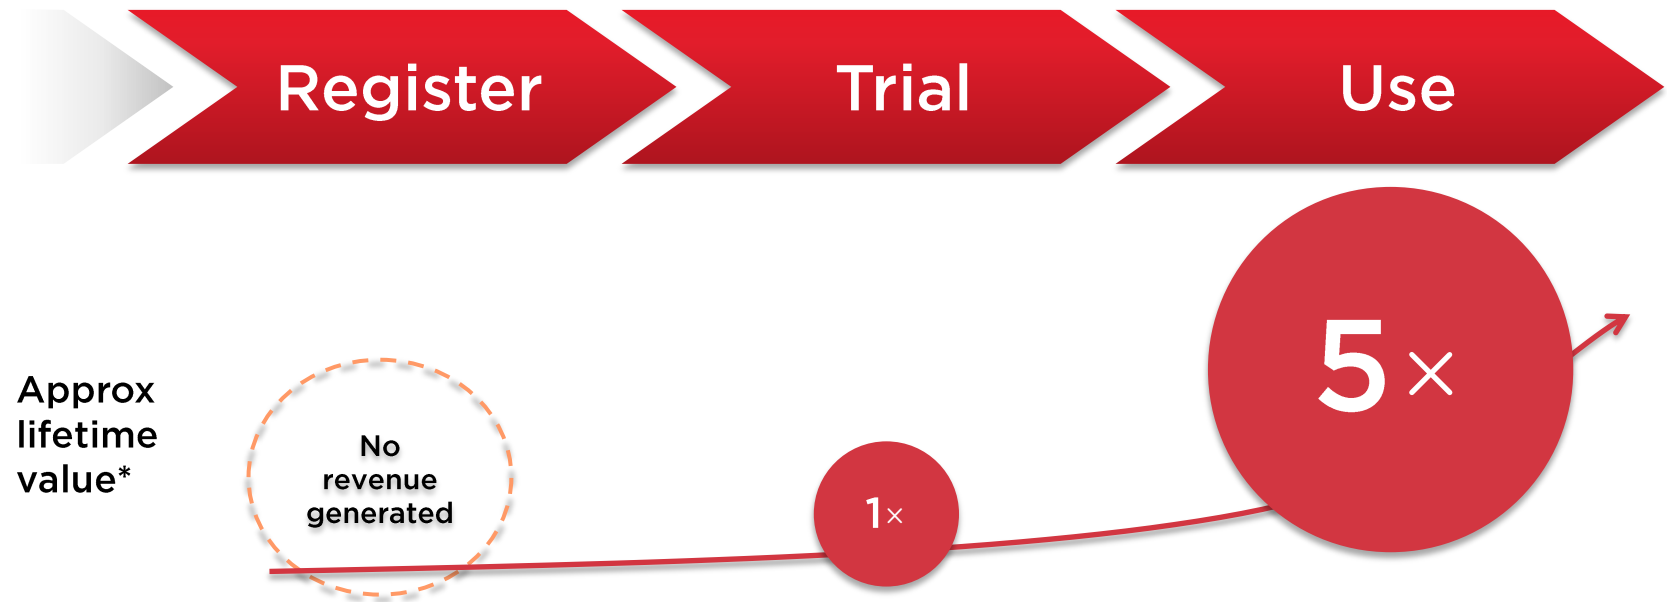 Register
Trial
Use
Approx
lifetime
value*
No
revenue
generated
1×
5×